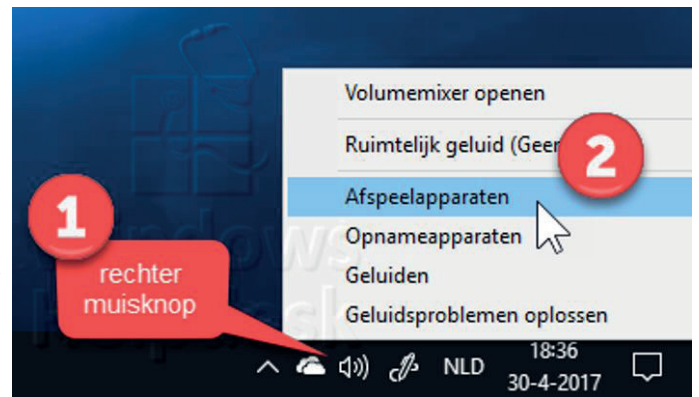 Volumemixer openen
Ruimtelijk geluid (Geen
2
Afspeelapparaten
1
Opnameapparaten
rechter
muisknop
Geluiden
Geluidsproblemen oplossen
NLD
18:36
30-4-2017